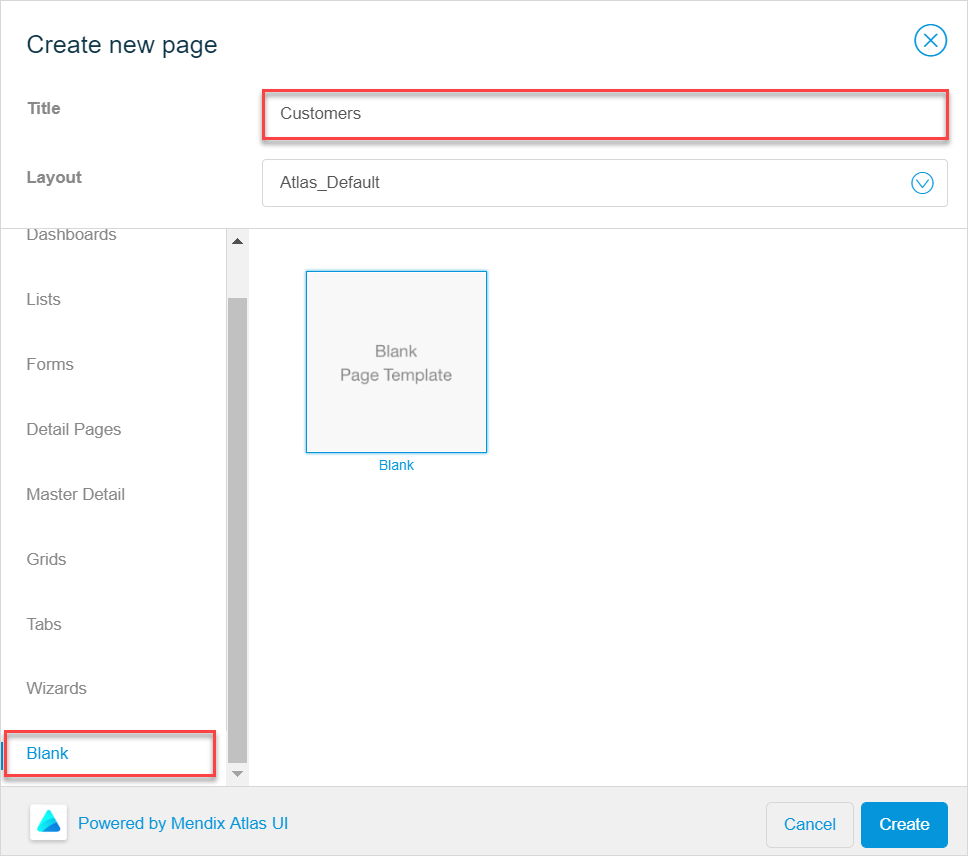 Create new page
Title
Customers
Layout
Atlas_Default
Dashboards
Lists
Forms
Detail Pages
Master Detail
Grids
Tabs
Wizards
Blank
Blank
Page Template
Blank
Powered by Mendix Atlas UI
Cancel
Create